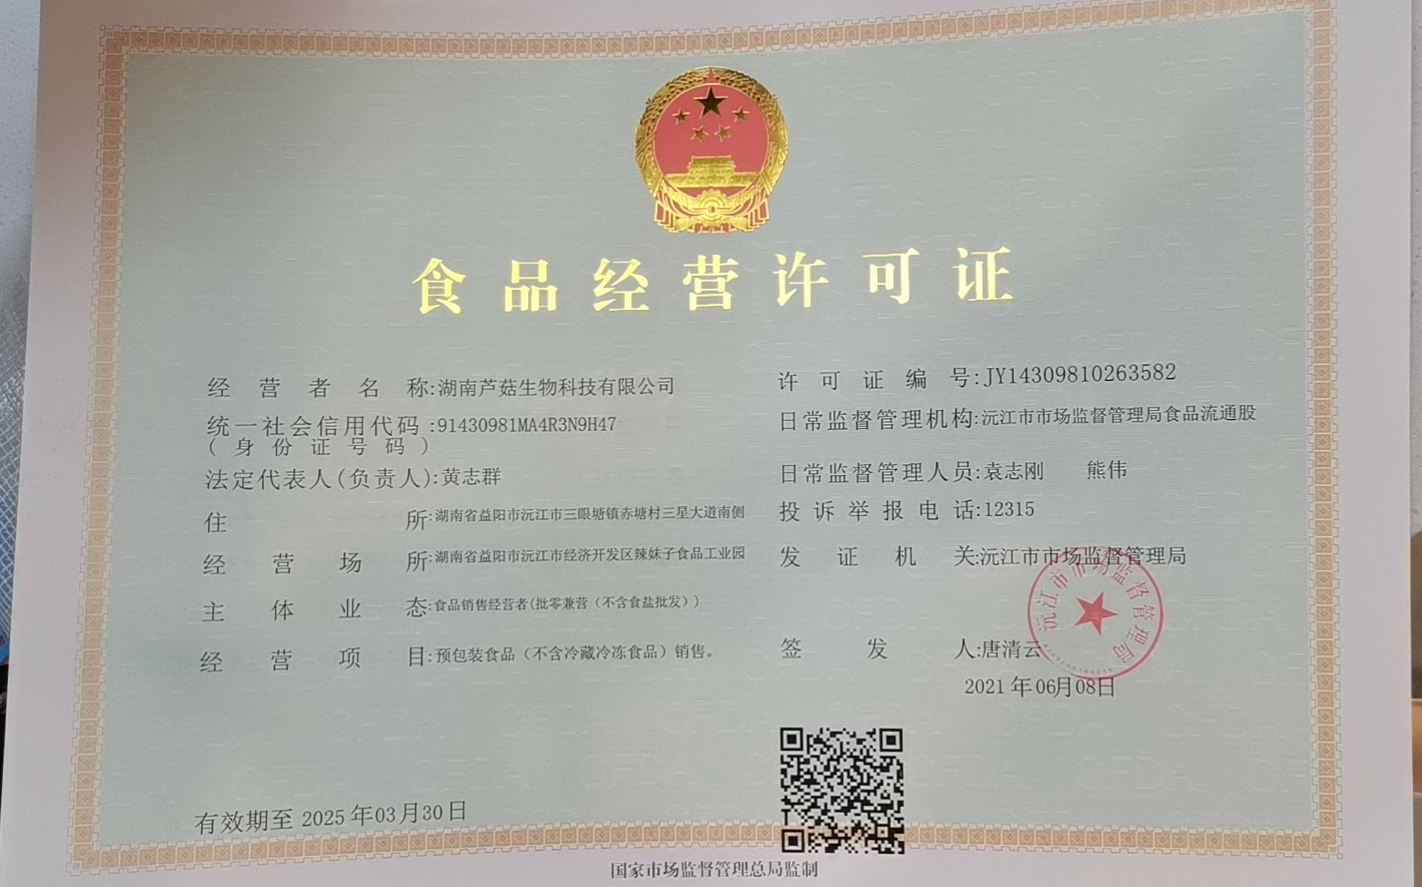 食品经营许可证
经营者名称:湖南芦菇生物科技有限公司
统一社会信用代码:91430981MA4R3N9H47
(身份证号码)
法定代表人(负责人):黄志群
住所:湖南省益阳市沅江市三眼塘镇赤塘村三星大道南侧
经营场所:湖南省益阳市沅江市经济开发区辣妹子食品工业园
主体业态:食品销售经营者(批零兼营(不含食盐批发))
经营项目:预包装食品(不含冷藏冷冻食品)销售。
许可证编号:JY14309810263582
日常监督管理机构:沅江市市场监督管理局食品流通股
日常监督管理人员:袁志刚 熊伟
投诉举报电话:12315
发证机关:沅江市市场监督管理局
沅江市市场监督管理局
签发人:唐清云
2021年06月08日
有效期至 2025年03月30日
国家市场监督管理总局监制